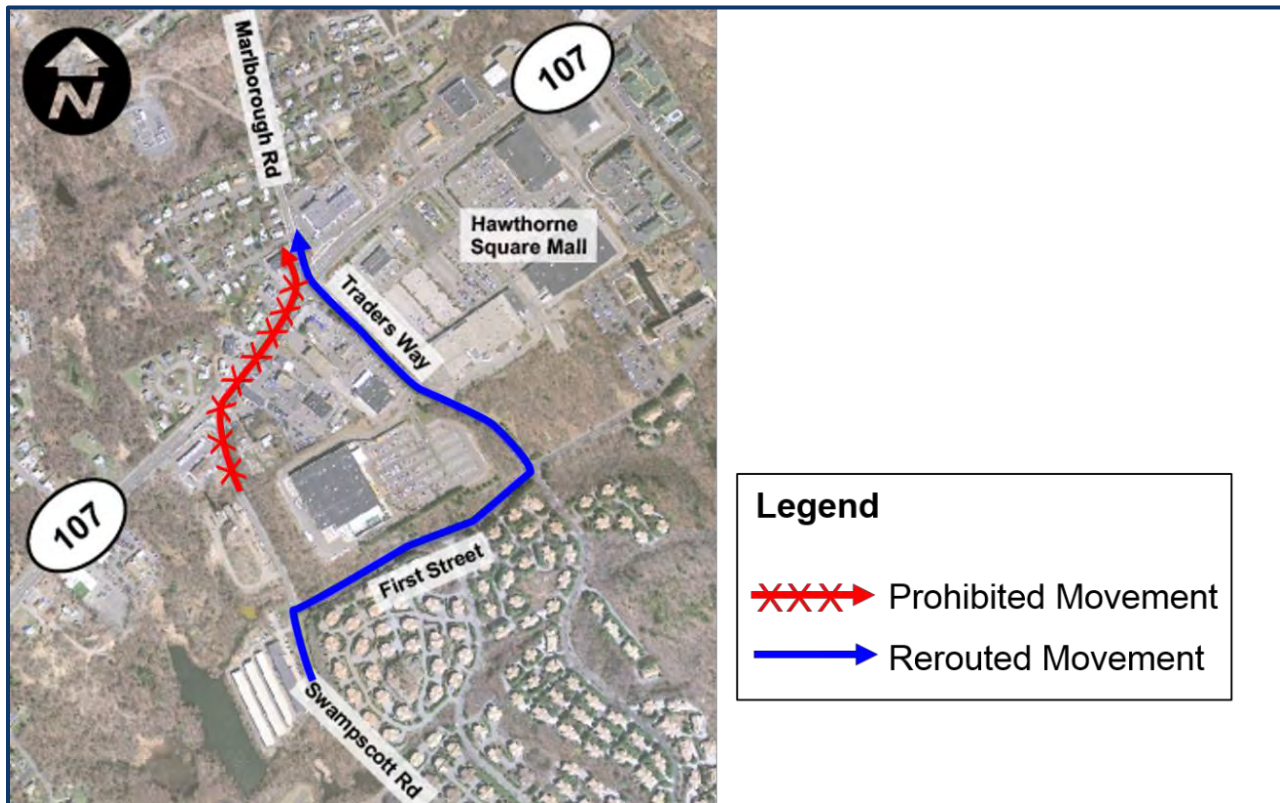 N
Marlborough Rd
107
Hawthorne
Square Mall
Traders Way
107
First Street
Swampscott Rd
Legend
Prohibited Movement
Rerouted Movement